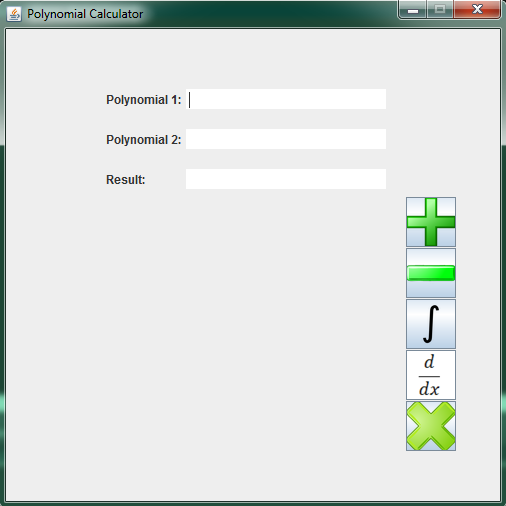 Polynomial Calculator
Polynomial 1:
Polynomial 2:
Result:
∫
d
dx